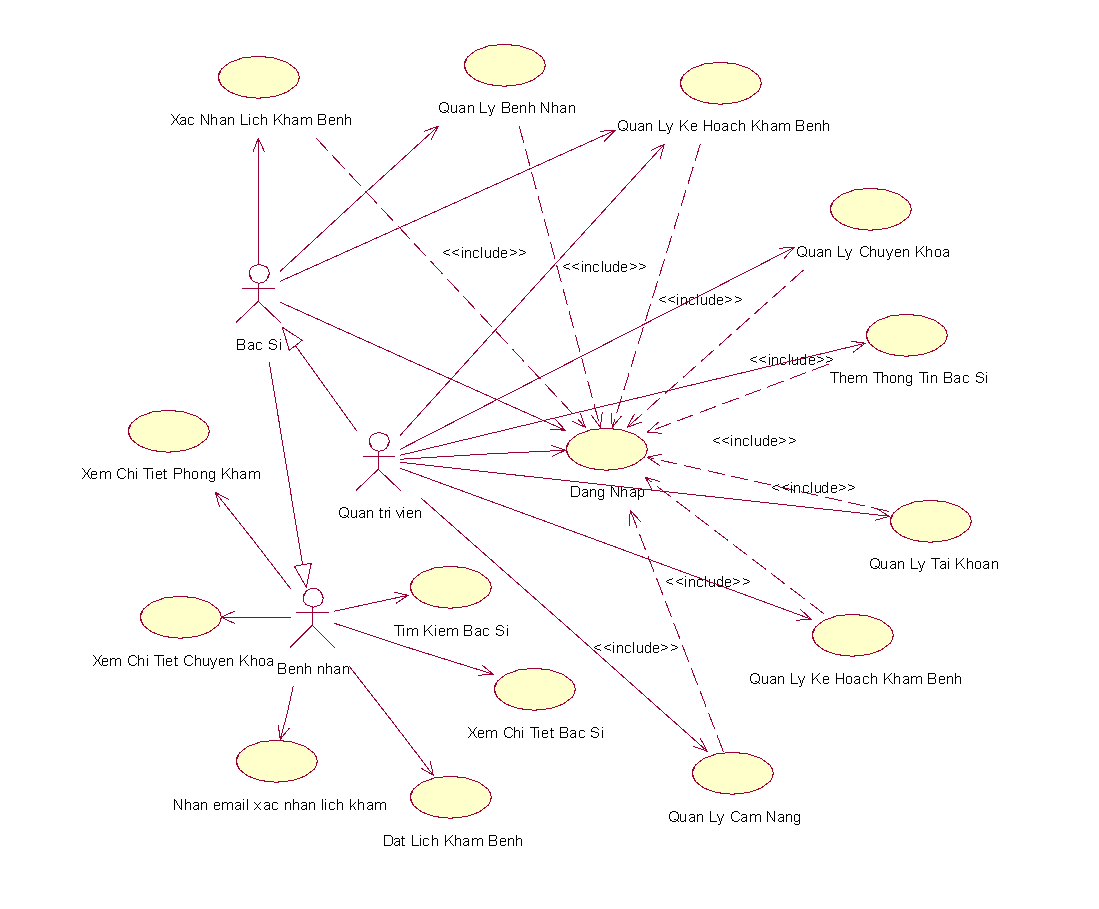 Quan Ly Benh Nhan
Xac Nhan Lich Kham Benh
Quan Ly Ke Hoach Kham Benh
<<include>>
Quan Ly Chuyen Khoa
<<include>>
<<include>>
Bac Si
<<include>>
Them Thong Tin Bac Si
<<include>>
Xem Chi Tiet Phong Kham
<<include>>
Dang Nhap
Quan tri vien
Quan Ly Tai Khoan
<<include>>
Tim Kiem Bac Si
<<include>>
Xem Chi Tiet Chuyen Khoa
Benh nhan
Quan Ly Ke Hoach Kham Benh
Xem Chi Tiet Bac Si
Nhan email xac nhan lich kham
Quan Ly Cam Nang
Dat Lich Kham Benh